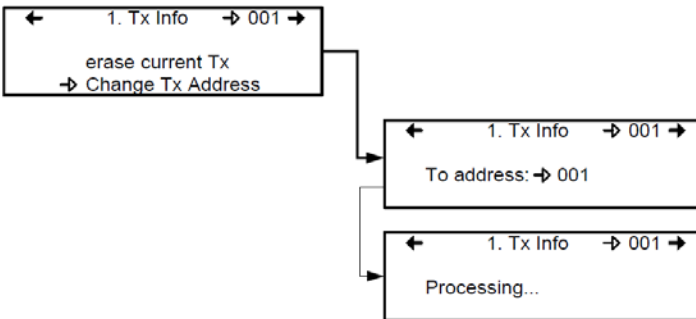 ← 1. Tx Info → 001 →
erase current Tx
→ Change Tx Address
← 1. Tx Info → 001 →
To address: → 001
← 1. Tx Info → 001 →
Processing...